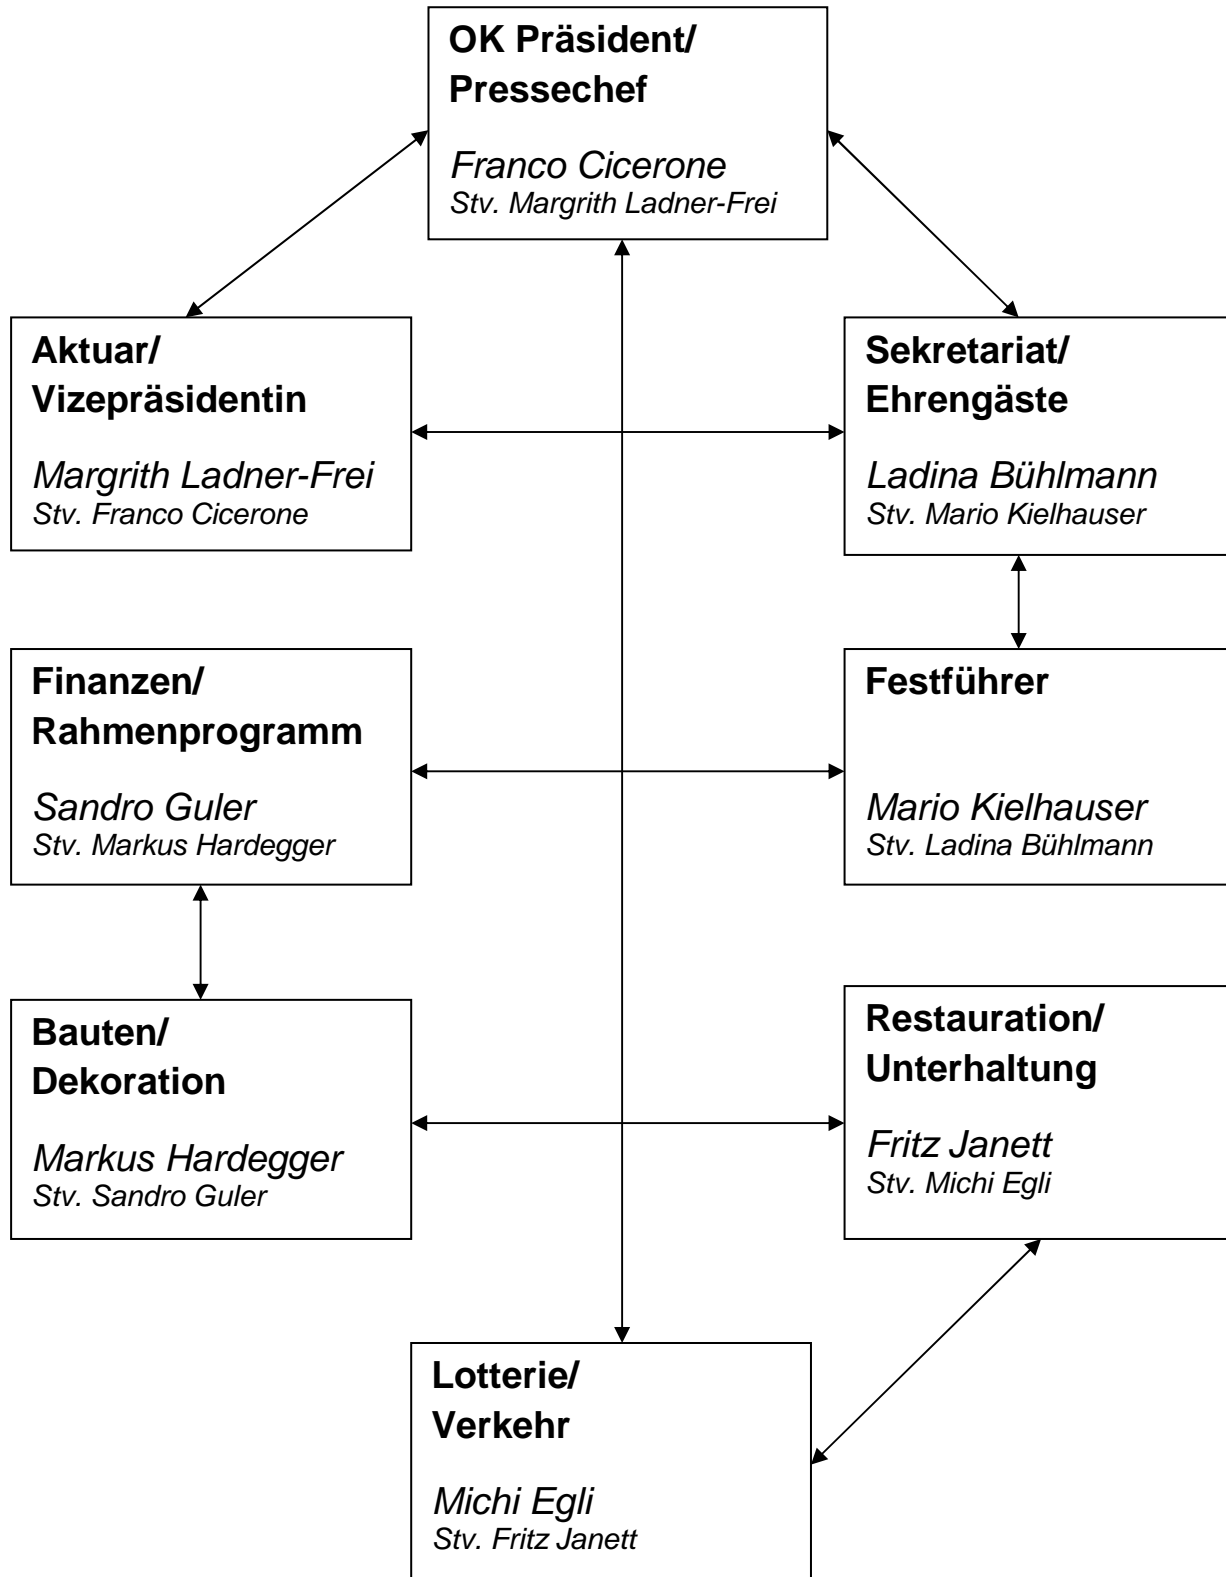 OK Präsident/
Pressechef
Franco Cicerone
Stv. Margrith Ladner-Frei
Aktuar/
Vizepräsidentin
Margrith Ladner-Frei
Stv. Franco Cicerone
Sekretariat/
Ehrengäste
Ladina Bühlmann
Stv. Mario Kielhauser
Finanzen/
Rahmenprogramm
Sandro Guler
Stv. Markus Hardegger
Festführer
Mario Kielhauser
Stv. Ladina Bühlmann
Bauten/
Dekoration
Markus Hardegger
Stv. Sandro Guler
Restauration/
Unterhaltung
Fritz Janett
Stv. Michi Egli
Lotterie/
Verkehr
Michi Egli
Stv. Fritz Janett